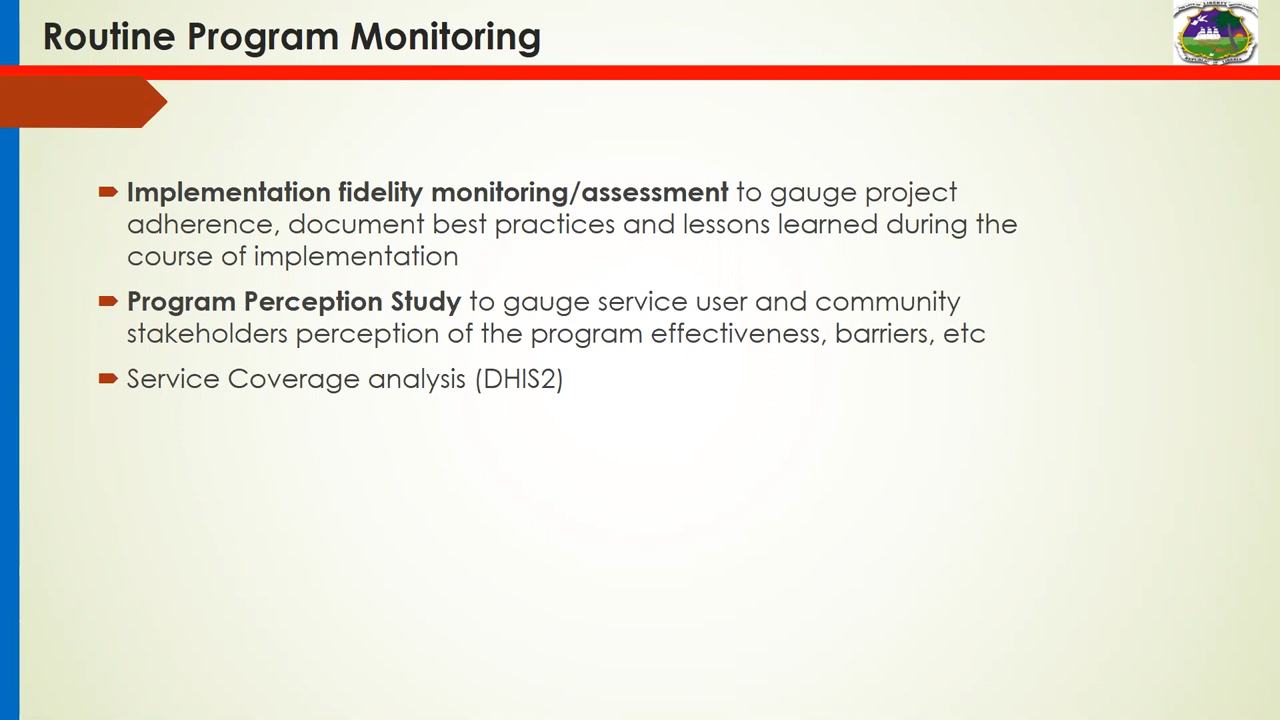 Routine Program Monitoring
Implementation fidelity monitoring/assessment to gauge project
adherence, document best practices and lessons learned during the
course of implementation
Program Perception Study to gauge service user and community
stakeholders perception of the program effectiveness, barriers, etc
Service Coverage analysis (DHIS2)